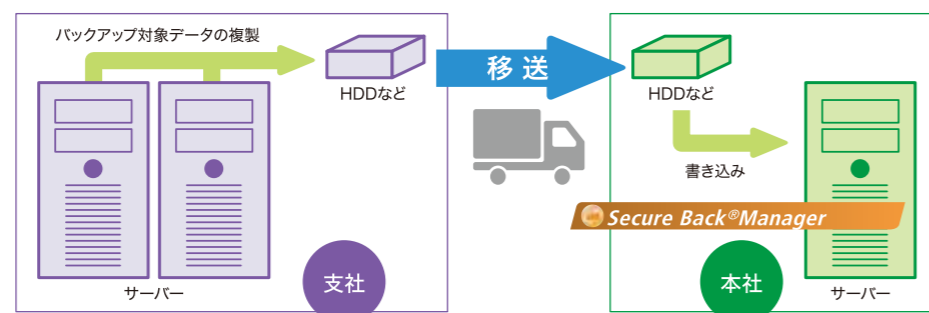 バックアップ対象データの複製
HDDなど
サーバー
支社
移送
HDDなど
書き込み
Secure Back®Manager
本社
サーバー